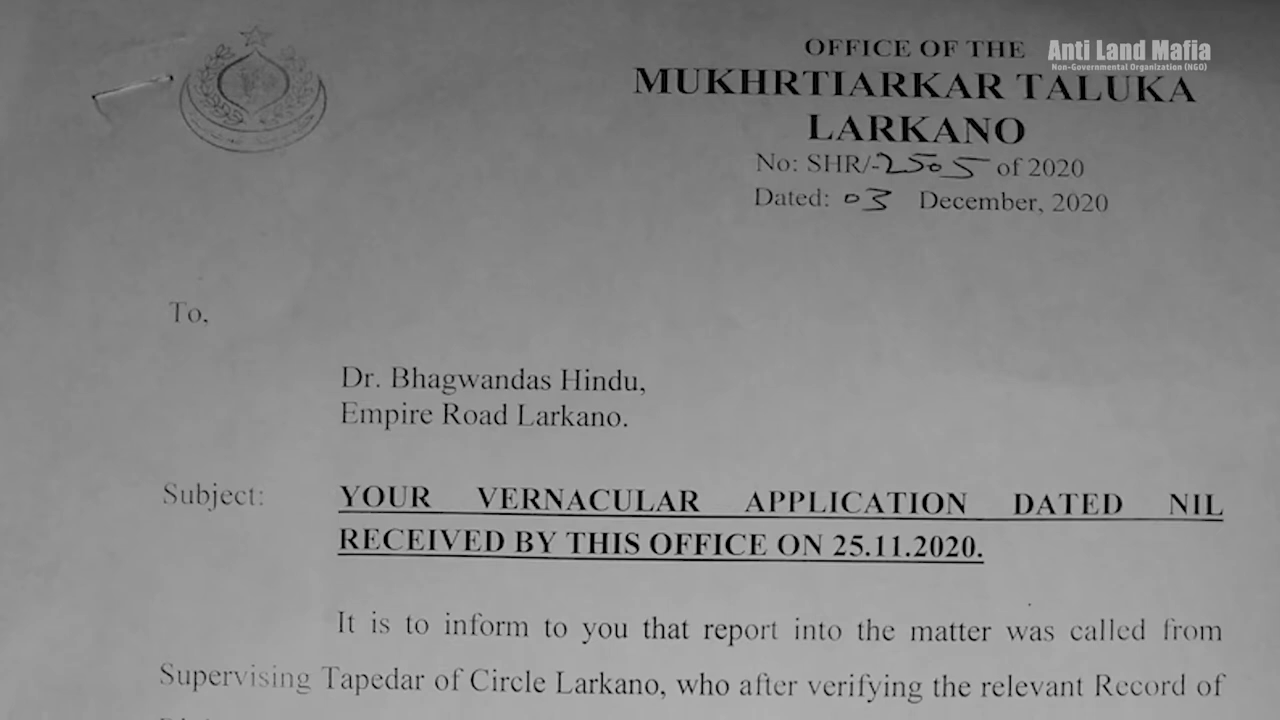 OFFICE OF THE
MUKHRTIARKAR TALUKA
LARKANO
No: SHR/-2505 of 2020
Dated: 03 December, 2020
Anti Land Mafia
Non-Governmental Organization (NGO)
To,
Dr. Bhagwandas Hindu,
Empire Road Larkano.
Subject: YOUR VERNACULAR APPLICATION DATED NIL
RECEIVED BY THIS OFFICE ON 25.11.2020.
It is to inform to you that report into the matter was called from
Supervising Tapedar of Circle Larkano, who after verifying the relevant Record of